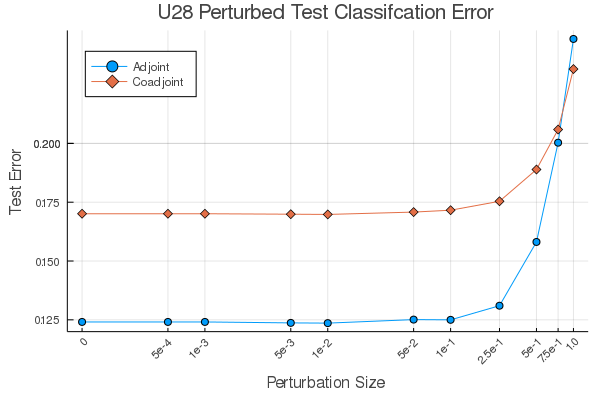 U28 Perturbed Test Classifcation Error
Adjoint
Coadjoint
Test Error
0.200
0.175
0.150
0.125
0
5e-4
1e-3
5e-3
1e-2
5e-2
1e-1
2.5e-1
5e-1
7.5e-1
1.0
Perturbation Size